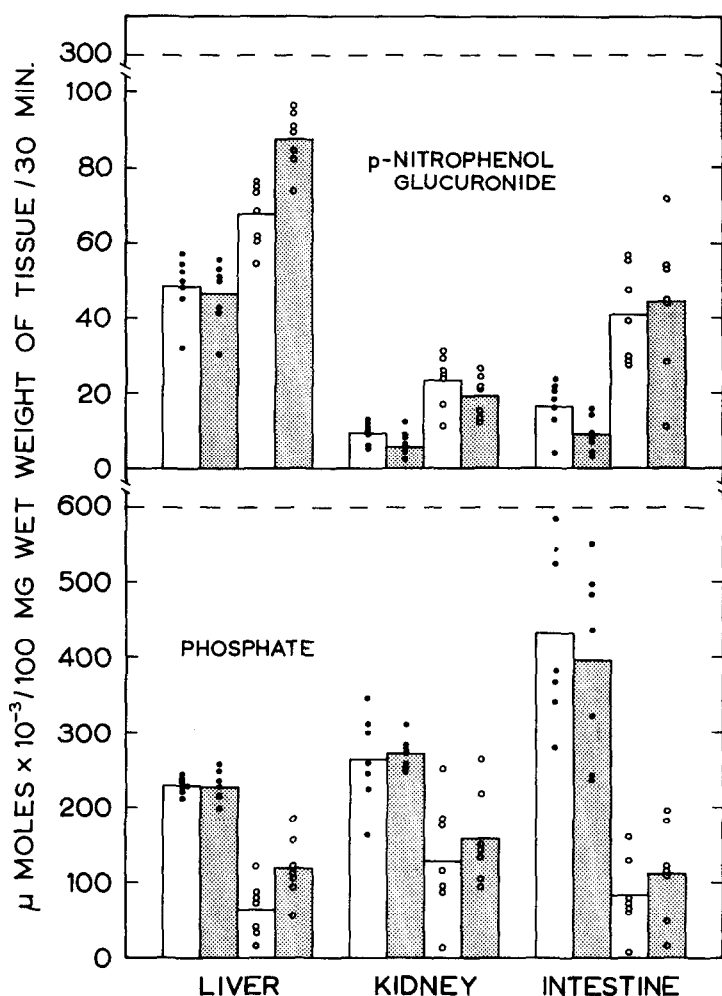 μ MOLES x 10⁻³/100 MG WET WEIGHT OF TISSUE /30 MIN.
300
100
80
60
40
20
0
p-NITROPHENOL
GLUCURONIDE
600
500
400
300
200
100
0
PHOSPHATE
LIVER KIDNEY INTESTINE